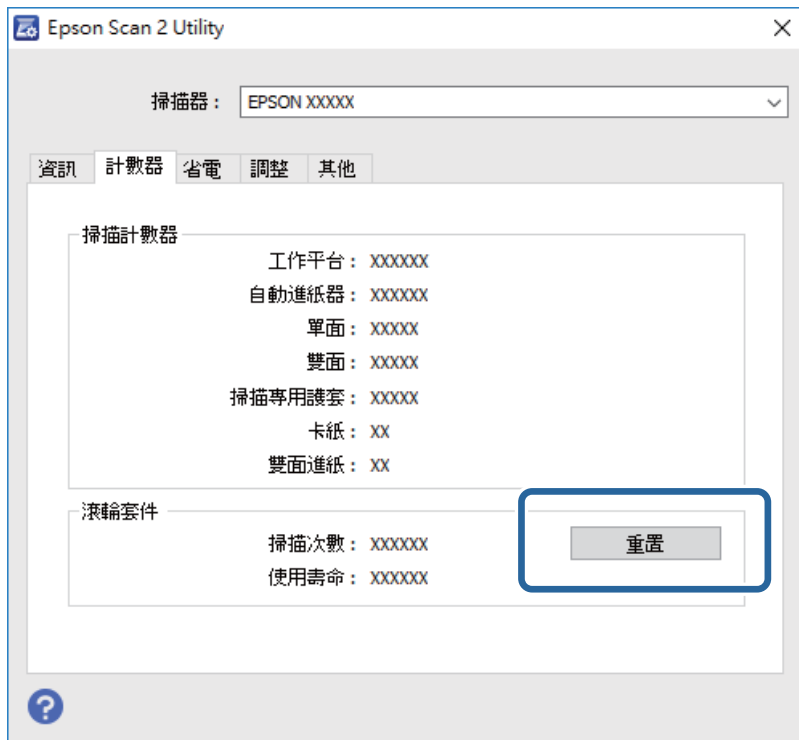 Epson Scan 2 Utility
掃描器： EPSON XXXXX
資訊 計數器 省電 調整 其他
掃描計數器
工作平台： XXXXXX
自動進紙器： XXXXXX
單面： XXXXX
雙面： XXXXX
掃描專用護套： XXXXX
卡紙： XX
雙面進紙： XX
滾輪套件
掃描次數： XXXXXX 重置
使用壽命： XXXXXX
?